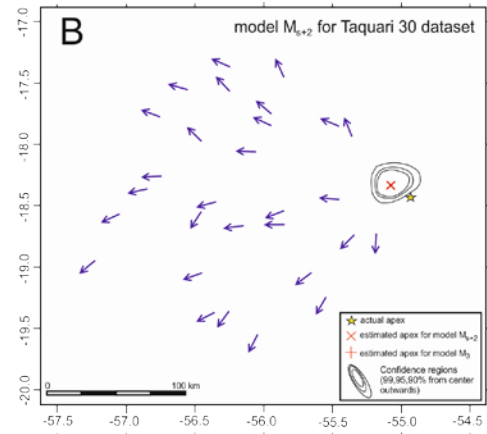 B
model Ms+2 for Taquari 30 dataset
-17.0
-17.5
-18.0
-18.5
-19.0
-19.5
-20.0
actual apex
estimated apex for model Ms+2
estimated apex for model M3
Confidence regions
(99,95,90% from center
outwards)
0
100 km
-57.5
-57.0
-56.5
-56.0
-55.5
-55.0
-54.5